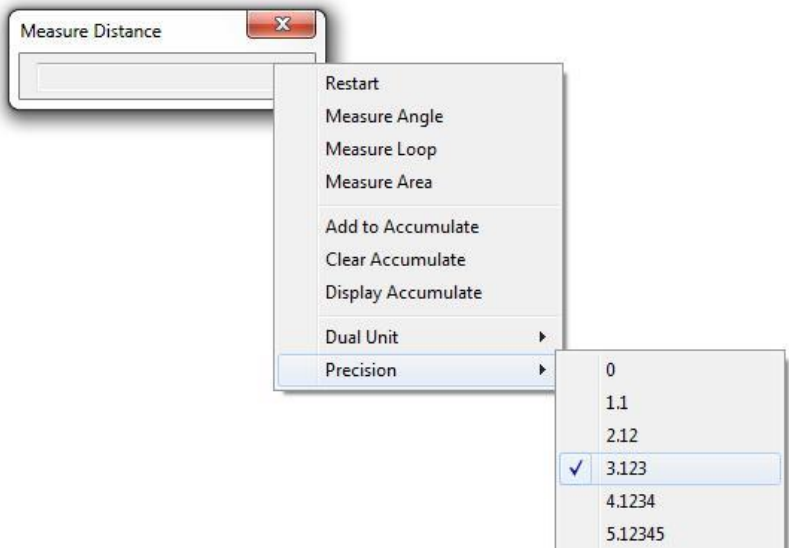 Measure Distance
Restart
Measure Angle
Measure Loop
Measure Area
Add to Accumulate
Clear Accumulate
Display Accumulate
Dual Unit
Precision
0
1.1
2.12
3.123
4.1234
5.12345